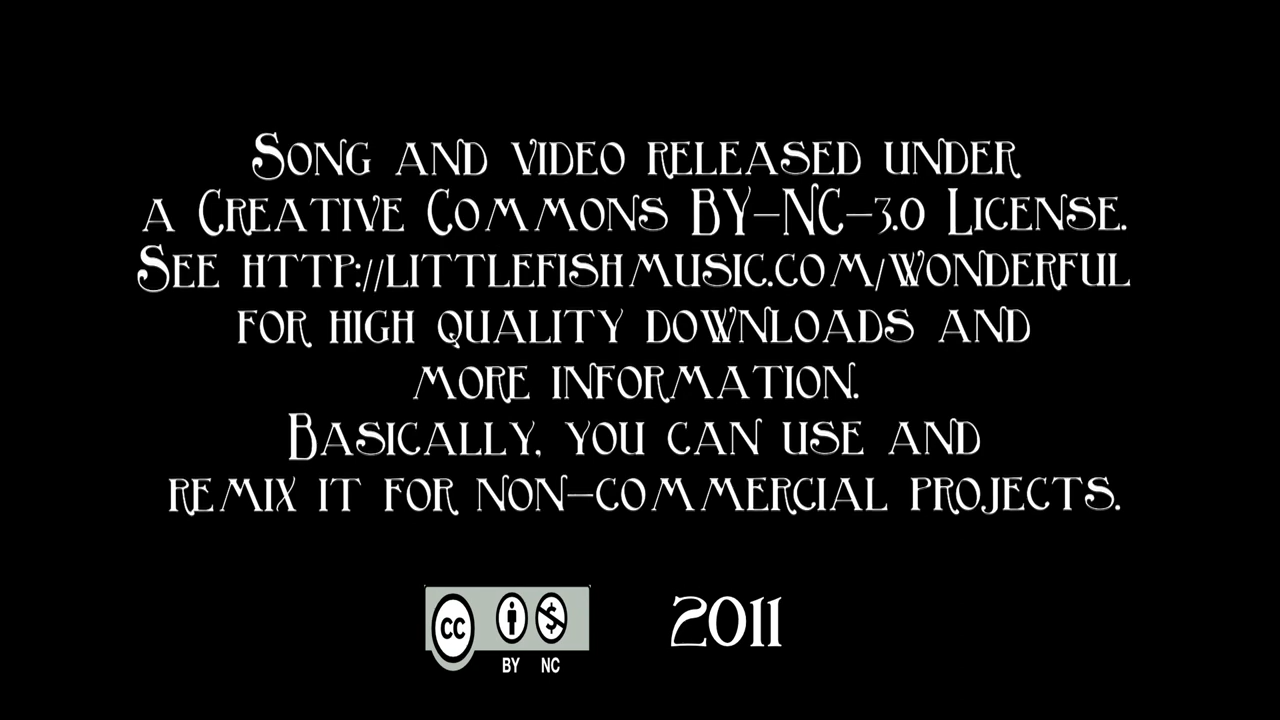 Song and video released under
a Creative Commons BY-NC-3.0 License.
See http://littlefishmusic.com/wonderful
for high quality downloads and
more information.
Basically, you can use and
remix it for non-commercial projects.
cc BY NC 2011